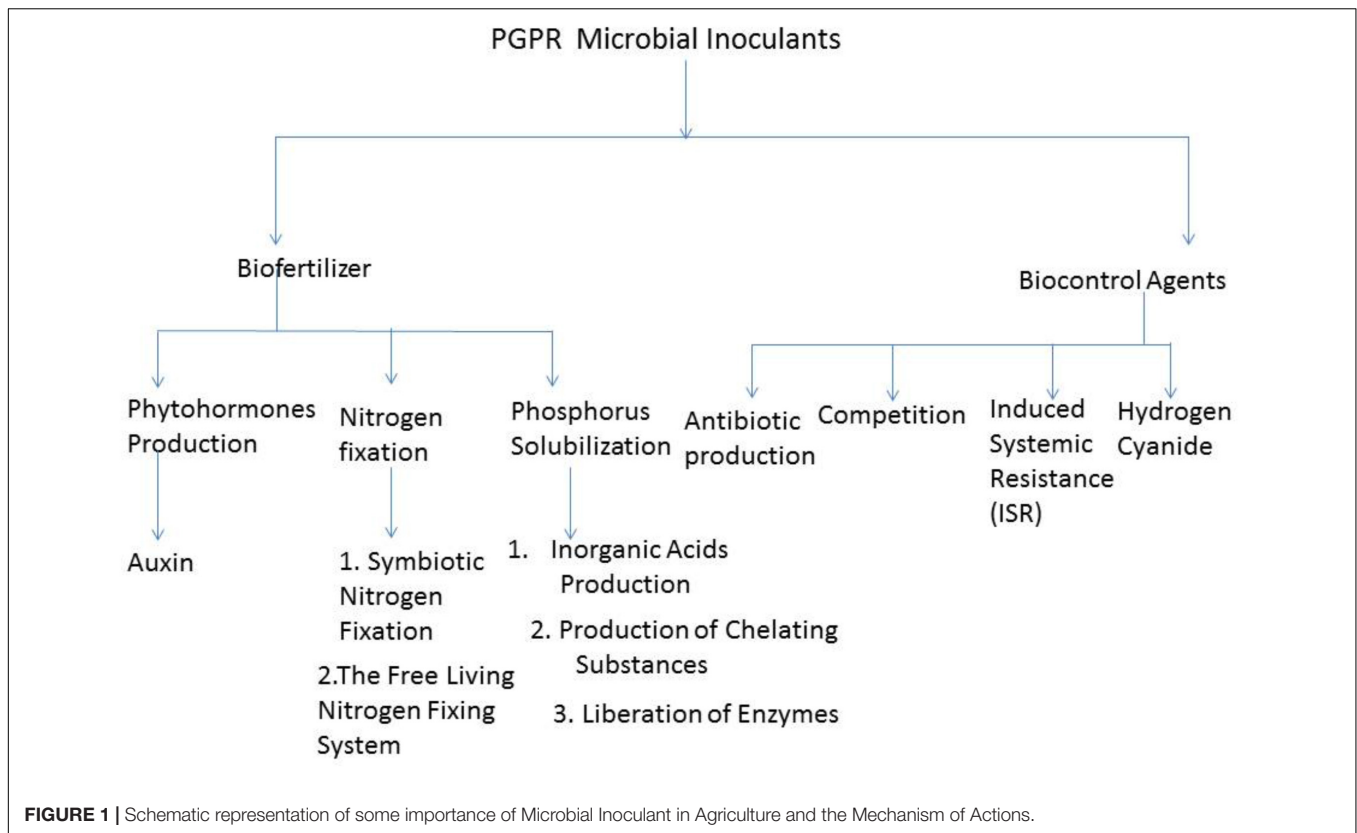 PGPR Microbial Inoculants
Biofertilizer
Biocontrol Agents
Phytohormones
Production
Nitrogen
fixation
Phosphorus
Solubilization
Antibiotic
production
Competition
Induced
Systemic
Resistance
(ISR)
Hydrogen
Cyanide
Auxin
1. Symbiotic
Nitrogen
Fixation
2.The Free Living
Nitrogen Fixing
System
1. Inorganic Acids
Production
2. Production of Chelating
Substances
3. Liberation of Enzymes
FIGURE 1 | Schematic representation of some importance of Microbial Inoculant in Agriculture and the Mechanism of Actions.